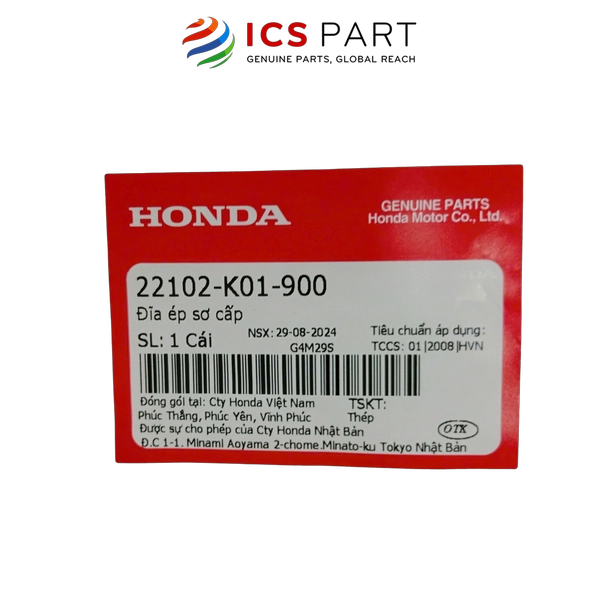 ICS PART
GENUINE PARTS, GLOBAL REACH
HONDA
GENUINE PARTS
Honda Motor Co., Ltd.
22102-K01-900
Đĩa ép sơ cấp
SL: 1 Cái
NSX: 29-08-2024
G4M29S
Tiêu chuẩn áp dụng:
TCCS: 01|2008|HVN
Đóng gói tại: Cty Honda Việt Nam
Phúc Thắng, Phúc Yên, Vĩnh Phúc
TSKT:
Thép
Được sự cho phép của Cty Honda Nhật Bản
Đ.C 1-1. Minami Aoyama 2-chome.Minato-ku Tokyo Nhật Bản
OTK